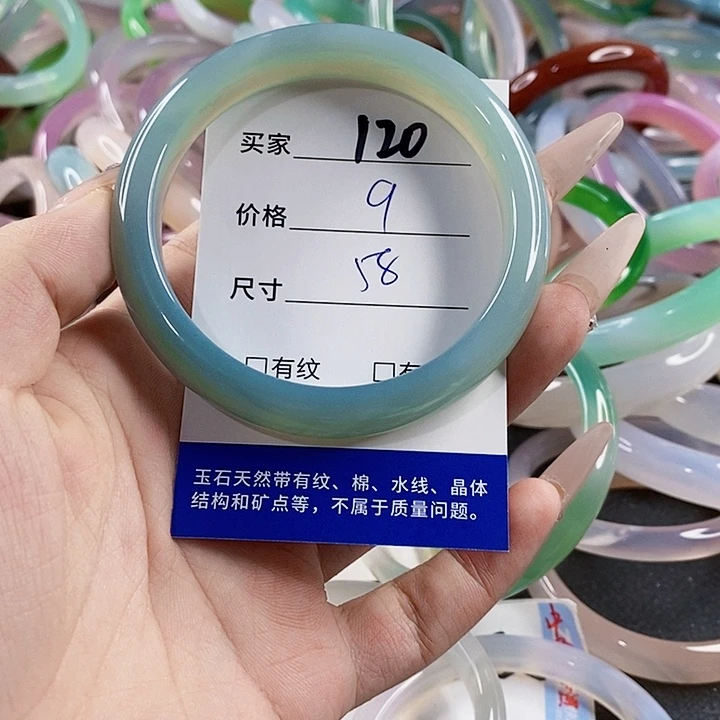 买家 120
价格 9
尺寸 58
□有纹 □有
玉石天然带有纹、棉、水线、晶体
结构和矿点等，不属于质量问题。